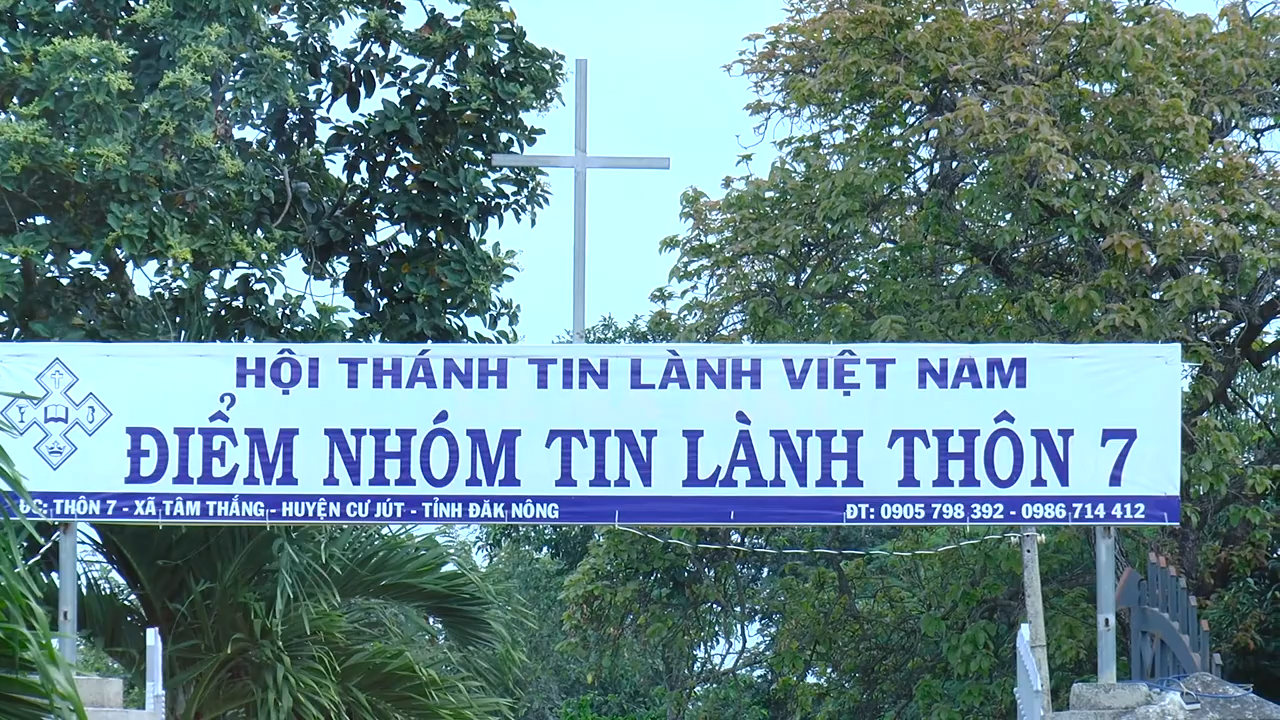 HỘI THÁNH TIN LÀNH VIỆT NAM
ĐIỂM NHÓM TIN LÀNH THÔN 7
ĐC: THÔN 7 - XÃ TÂM THẮNG - HUYỆN CƯ JÚT - TỈNH ĐĂK NÔNG
ĐT: 0905 798 392 - 0986 714 412